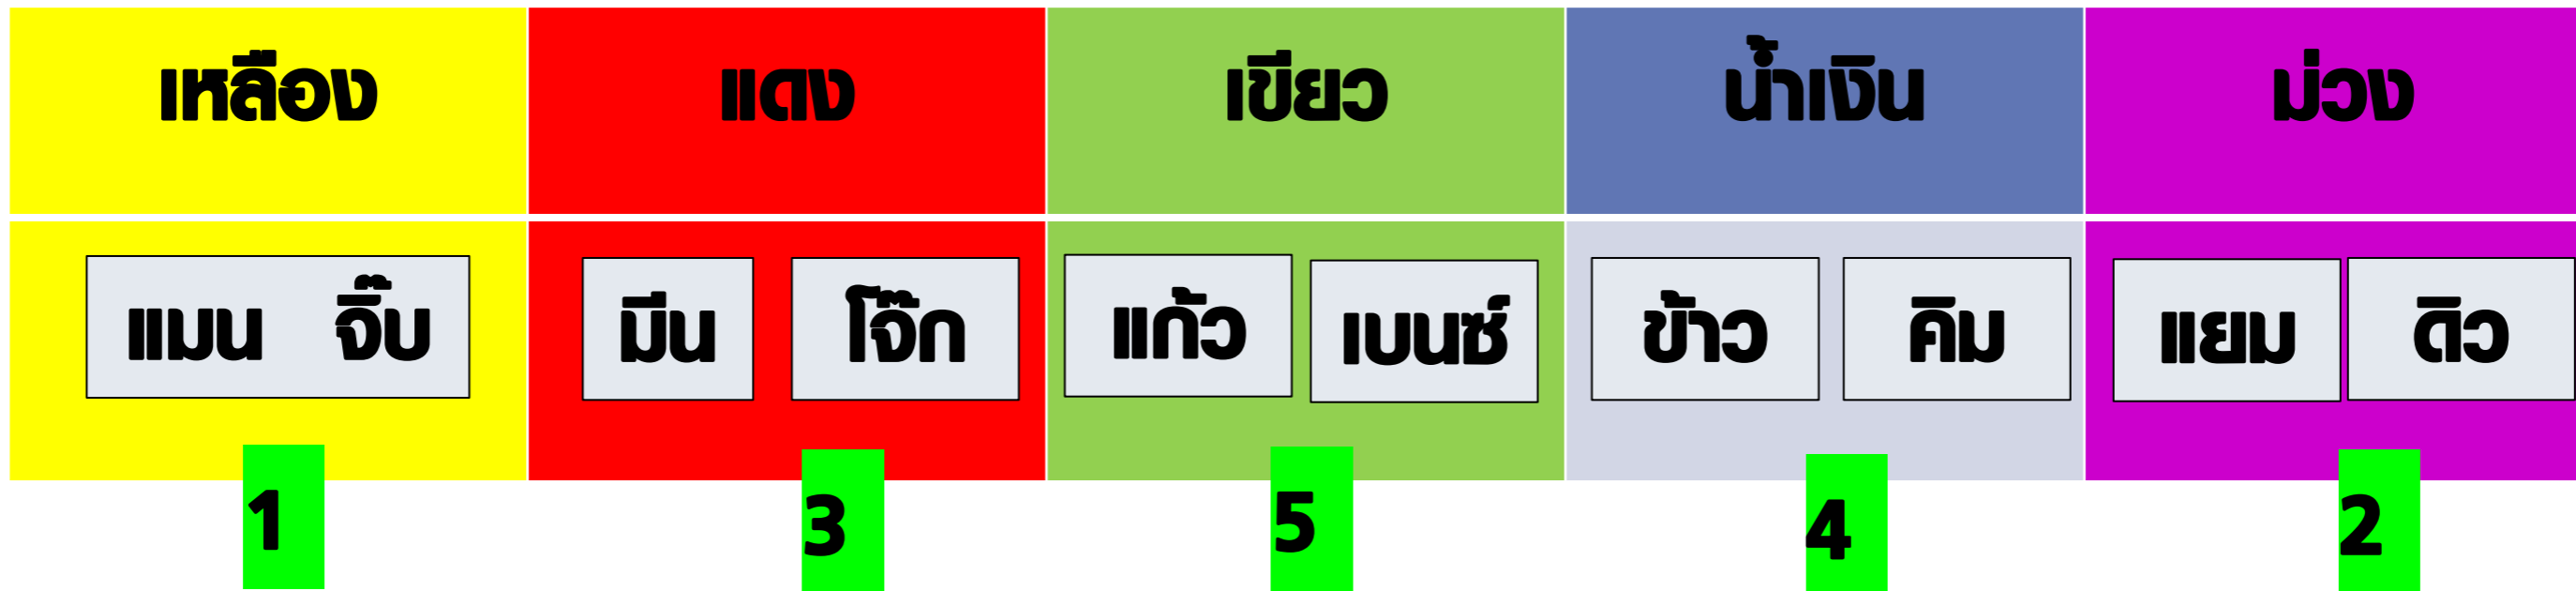 เหลือง แดง เขียว น้ำเงิน ม่วง
แมน จิ๊บ มีน โจ๊ก แก้ว เบนซ์ ข้าว คิม แยม ดิว
1 3 5 4 2